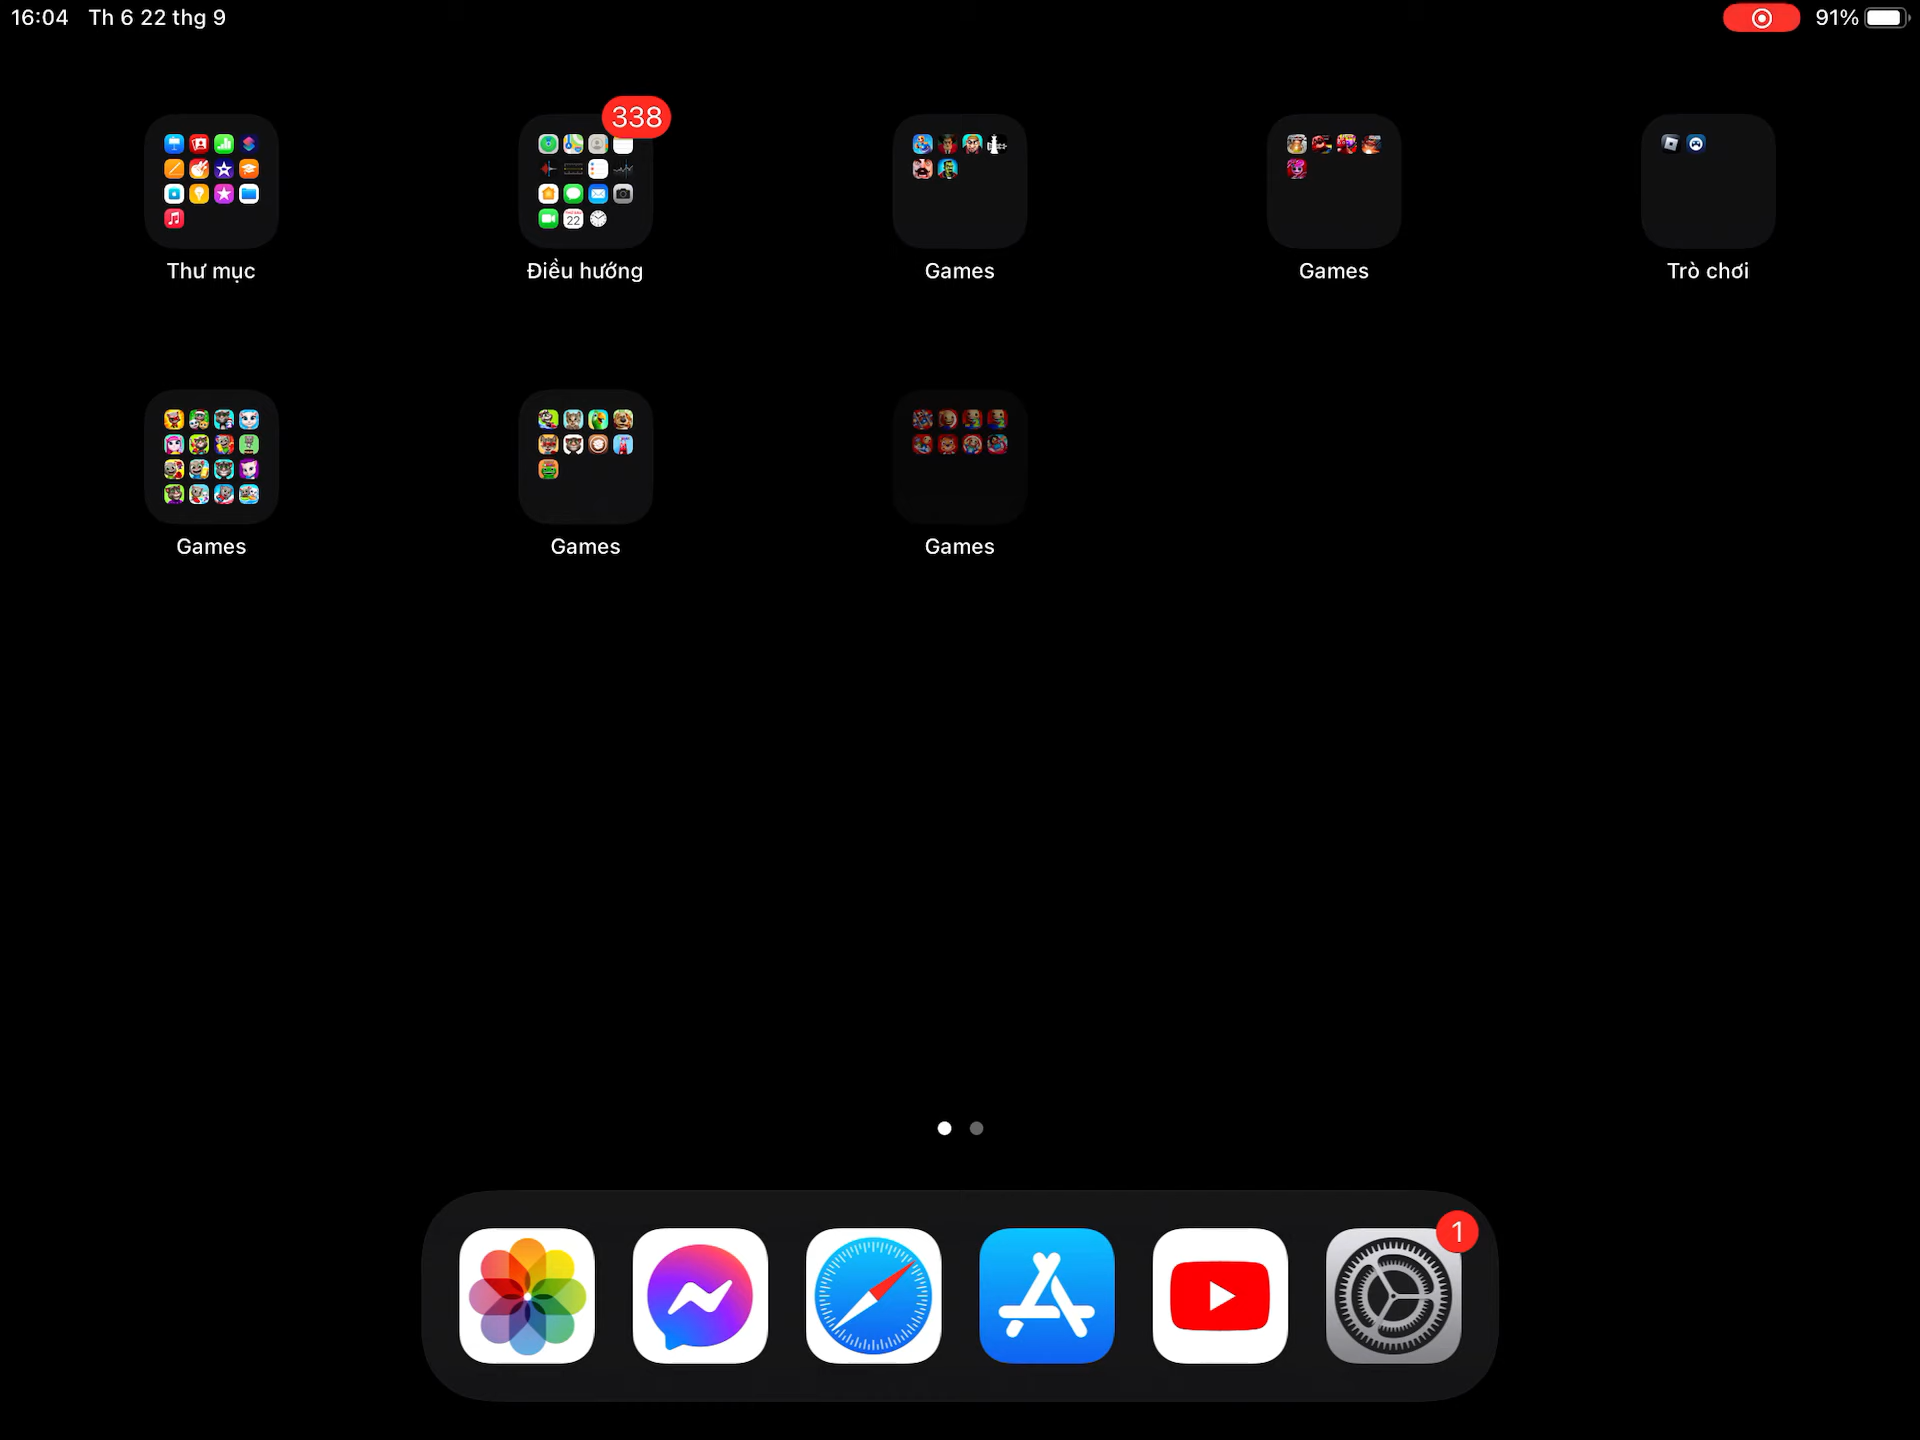 16:04 Th 6 22 thg 9 91%
338
22
Thư mục Điều hướng Games Games Trò chơi
Games Games Games
1